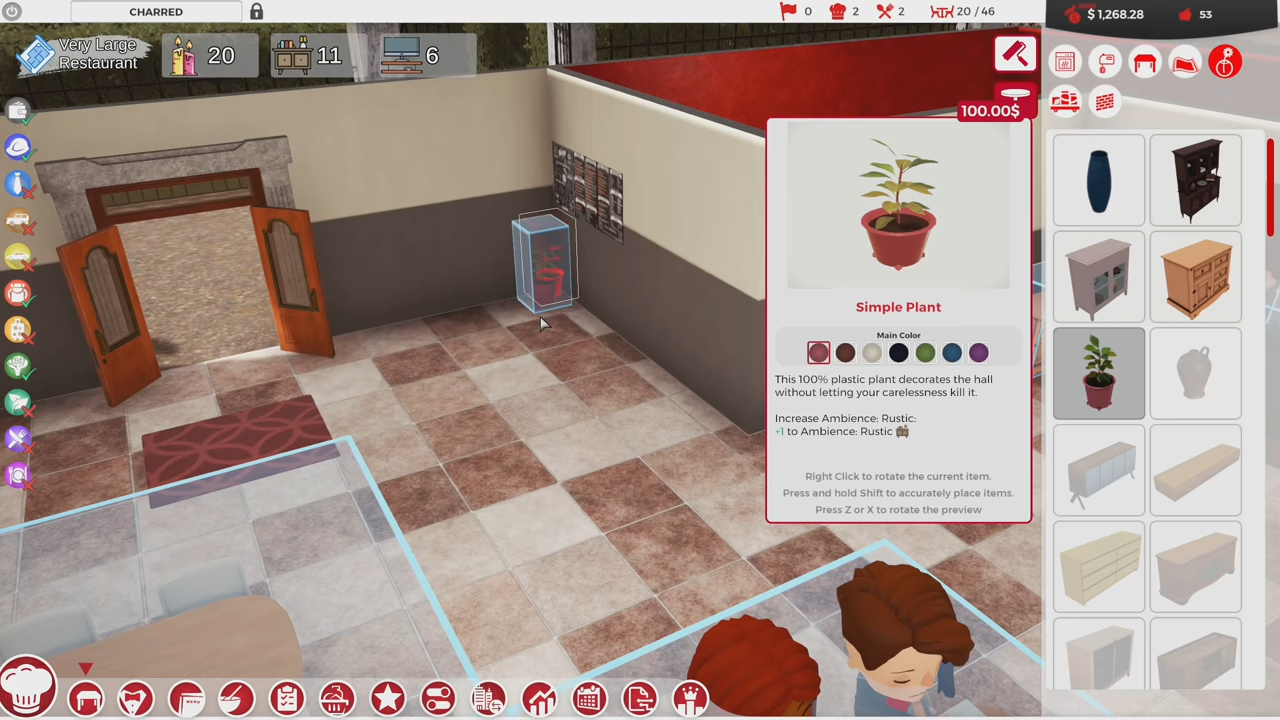 CHARRED
0
2
2
20 / 46
$ 1,268.28
53
Very Large
Restaurant
20
11
6
100.00$
Simple Plant
Main Color
This 100% plastic plant decorates the hall
without letting your carelessness kill it.
Increase Ambience: Rustic:
+1 to Ambience: Rustic
Right Click to rotate the current item.
Press and hold Shift to accurately place items.
Press Z or X to rotate the preview
MENU